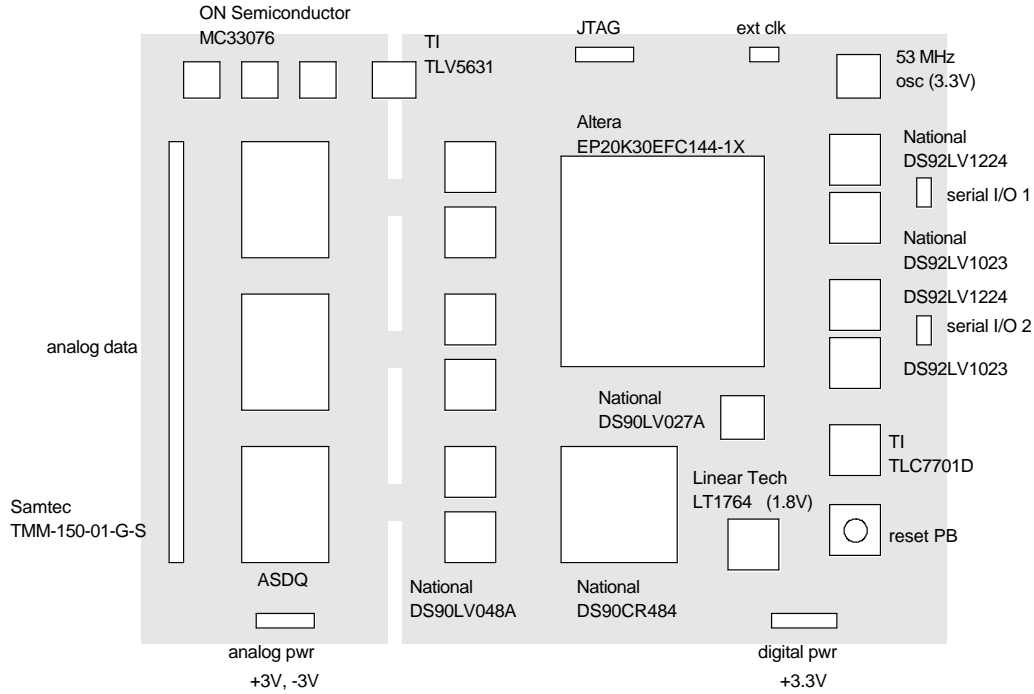 ON Semiconductor
MC33076
TI
TLV5631
JTAG
ext clk
53 MHz
osc (3.3V)
Altera
EP20K30EFC144-1X
National
DS92LV1224
serial I/O 1
National
DS92LV1023
DS92LV1224
serial I/O 2
DS92LV1023
analog data
National
DS90LV027A
TI
TLC7701D
Linear Tech
LT1764 (1.8V)
Samtec
TMM-150-01-G-S
reset PB
ASDQ
National
DS90LV048A
National
DS90CR484
analog pwr
+3V, -3V
digital pwr
+3.3V